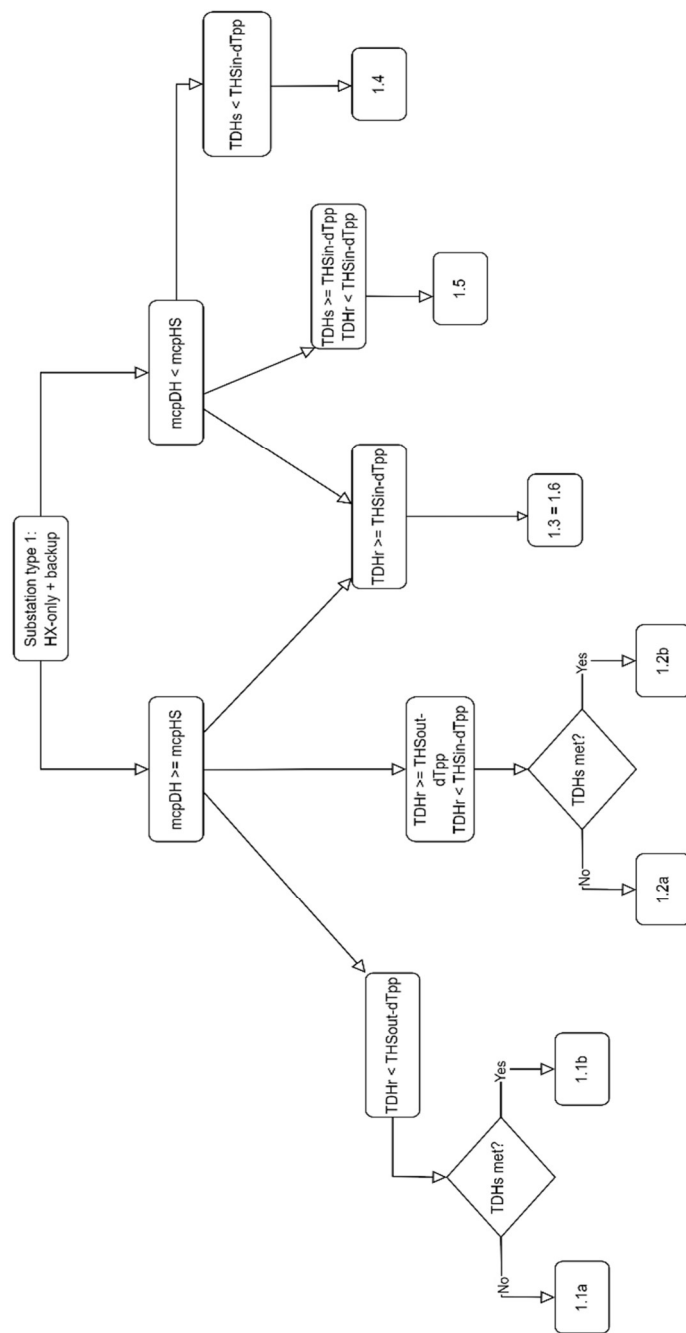 Substation type 1:
HX-only + backup
mcpDH >= mcpHS
mcpDH < mcpHS
TDHr < THSout-dTpp
TDHr >= THSout-
dTpp
TDHr < THSin-dTpp
TDHr >= THSin-dTpp
TDHs >= THSin-dTpp
TDHr < THSin-dTpp
TDHs < THSin-dTpp
TDHs met?
No
Yes
1.1a
1.1b
TDHs met?
No
Yes
1.2a
1.2b
1.3 = 1.6
1.5
1.4